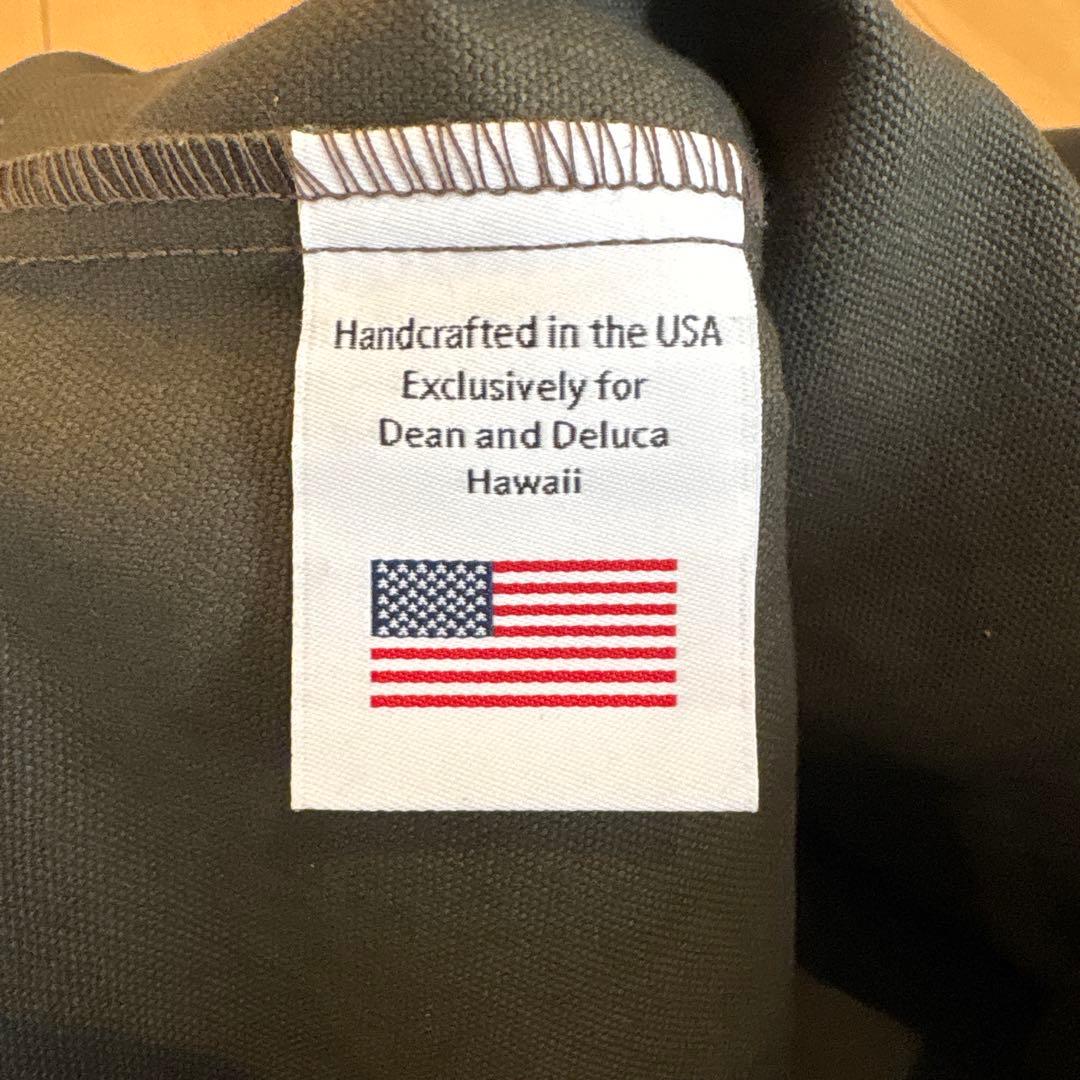 Handcrafted in the USA
Exclusively for
Dean and Deluca
Hawaii